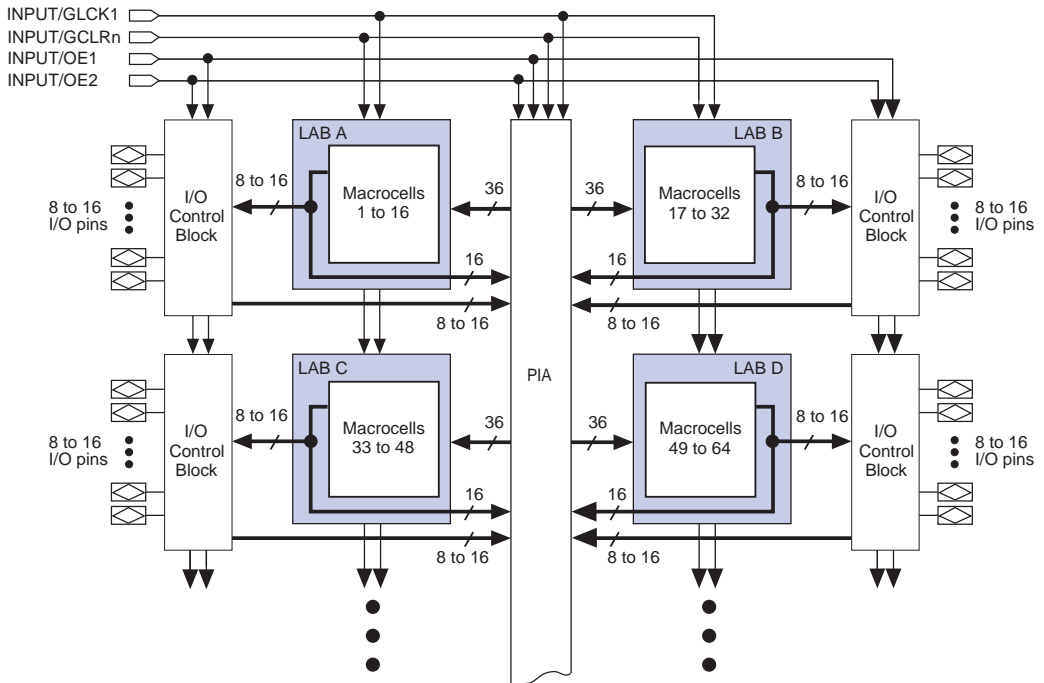 INPUT/GLCK1
INPUT/GCLRn
INPUT/OE1
INPUT/OE2
LAB A
LAB B
8 to 16
I/O pins
I/O
Control
Block
8 to 16
Macrocells
1 to 16
36
36
Macrocells
17 to 32
8 to 16
I/O
Control
Block
8 to 16
I/O pins
16
16
8 to 16
8 to 16
PIA
LAB C
LAB D
8 to 16
I/O pins
I/O
Control
Block
8 to 16
Macrocells
33 to 48
36
36
Macrocells
49 to 64
8 to 16
I/O
Control
Block
8 to 16
I/O pins
16
16
8 to 16
8 to 16